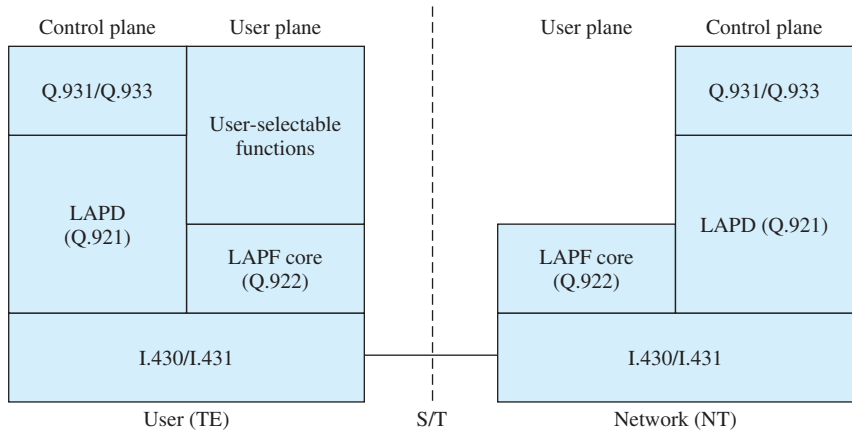 Control plane
User plane
User plane
Control plane
Q.931/Q.933
User-selectable
functions
Q.931/Q.933
LAPD
(Q.921)
LAPD (Q.921)
LAPF core
(Q.922)
LAPF core
(Q.922)
I.430/I.431
I.430/I.431
User (TE)
S/T
Network (NT)